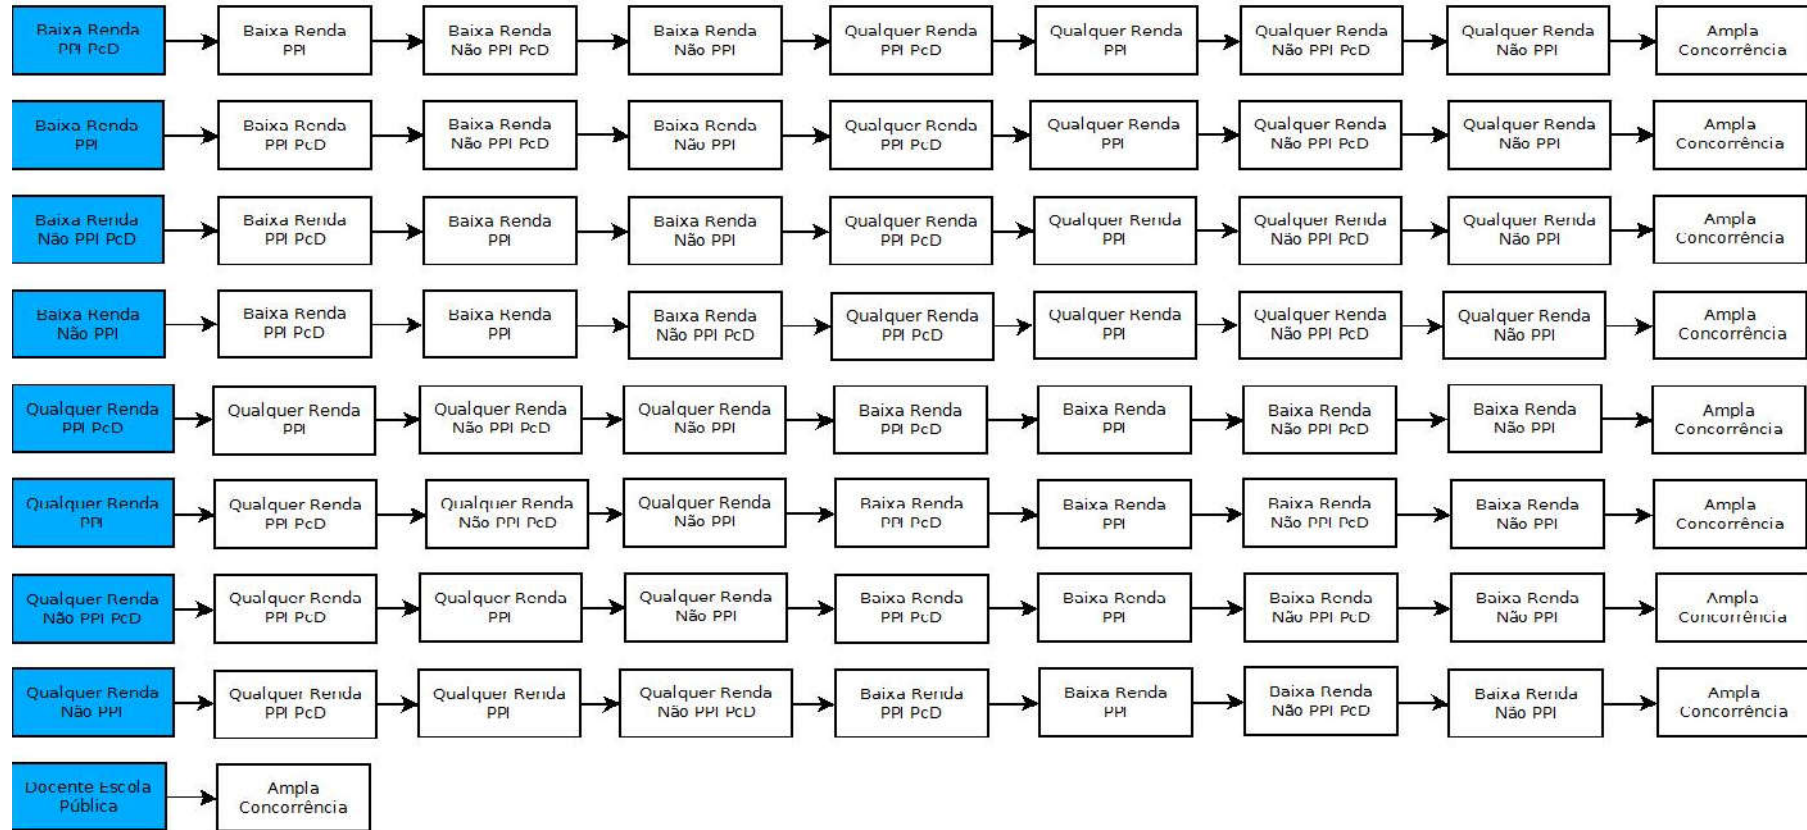 Baixa Renda
PPI PcD
Baixa Renda
PPI
Baixa Renda
Não PPI PcD
Baixa Renda
Não PPI
Qualquer Renda
PPI PcD
Qualquer Renda
PPI
Qualquer Renda
Não PPI PcD
Qualquer Renda
Não PPI
Ampla
Concorrência
Baixa Renda
PPI
Baixa Renda
PPI PcD
Baixa Renda
Não PPI PcD
Baixa Renda
Não PPI
Qualquer Renda
PPI PcD
Qualquer Renda
PPI
Qualquer Renda
Não PPI PcD
Qualquer Renda
Não PPI
Ampla
Concorrência
Baixa Renda
Não PPI PcD
Baixa Renda
PPI PcD
Baixa Renda
PPI
Baixa Renda
Não PPI
Qualquer Renda
PPI PcD
Qualquer Renda
PPI
Qualquer Renda
Não PPI PcD
Qualquer Renda
Não PPI
Ampla
Concorrência
Baixa Renda
Não PPI
Baixa Renda
PPI PcD
Baixa Renda
PPI
Baixa Renda
Não PPI PcD
Qualquer Renda
PPI PcD
Qualquer Renda
PPI
Qualquer Renda
Não PPI PcD
Qualquer Renda
Não PPI
Ampla
Concorrência
Qualquer Renda
PPI PcD
Qualquer Renda
PPI
Qualquer Renda
Não PPI PcD
Qualquer Renda
Não PPI
Baixa Renda
PPI PcD
Baixa Renda
PPI
Baixa Renda
Não PPI PcD
Baixa Renda
Não PPI
Ampla
Concorrência
Qualquer Renda
PPI
Qualquer Renda
PPI PcD
Qualquer Renda
Não PPI PcD
Qualquer Renda
Não PPI
Baixa Renda
PPI PcD
Baixa Renda
PPI
Baixa Renda
Não PPI PcD
Baixa Renda
Não PPI
Ampla
Concorrência
Qualquer Renda
Não PPI PcD
Qualquer Renda
PPI PcD
Qualquer Renda
PPI
Qualquer Renda
Não PPI
Baixa Renda
PPI PcD
Baixa Renda
PPI
Baixa Renda
Não PPI PcD
Baixa Renda
Não PPI
Ampla
Concorrência
Qualquer Renda
Não PPI
Qualquer Renda
PPI PcD
Qualquer Renda
PPI
Qualquer Renda
Não PPI PcD
Baixa Renda
PPI PcD
Baixa Renda
PPI
Baixa Renda
Não PPI PcD
Baixa Renda
Não PPI
Ampla
Concorrência
Docente Escola
Pública
Ampla
Concorrência